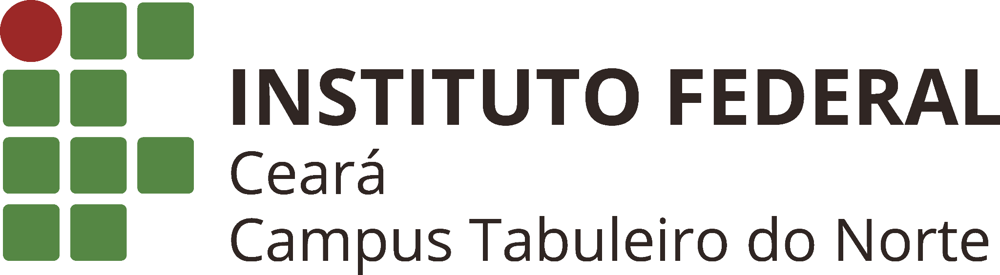 INSTITUTO FEDERAL
Ceará
Campus Tabuleiro do Norte